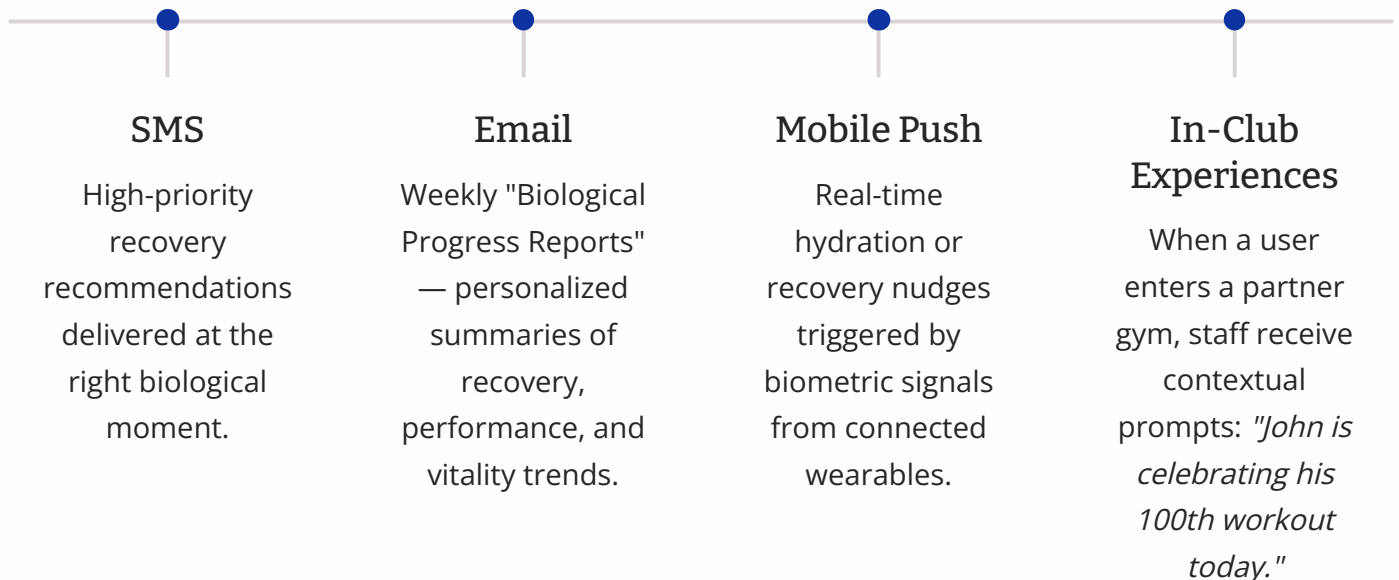 SMS
High-priority
recovery
recommendations
delivered at the
right biological
moment.
Email
Weekly "Biological
Progress Reports"
— personalized
summaries of
recovery,
performance, and
vitality trends.
Mobile Push
Real-time
hydration or
recovery nudges
triggered by
biometric signals
from connected
wearables.
In-Club
Experiences
When a user
enters a partner
gym, staff receive
contextual
prompts: "John is
celebrating his
100th workout
today."